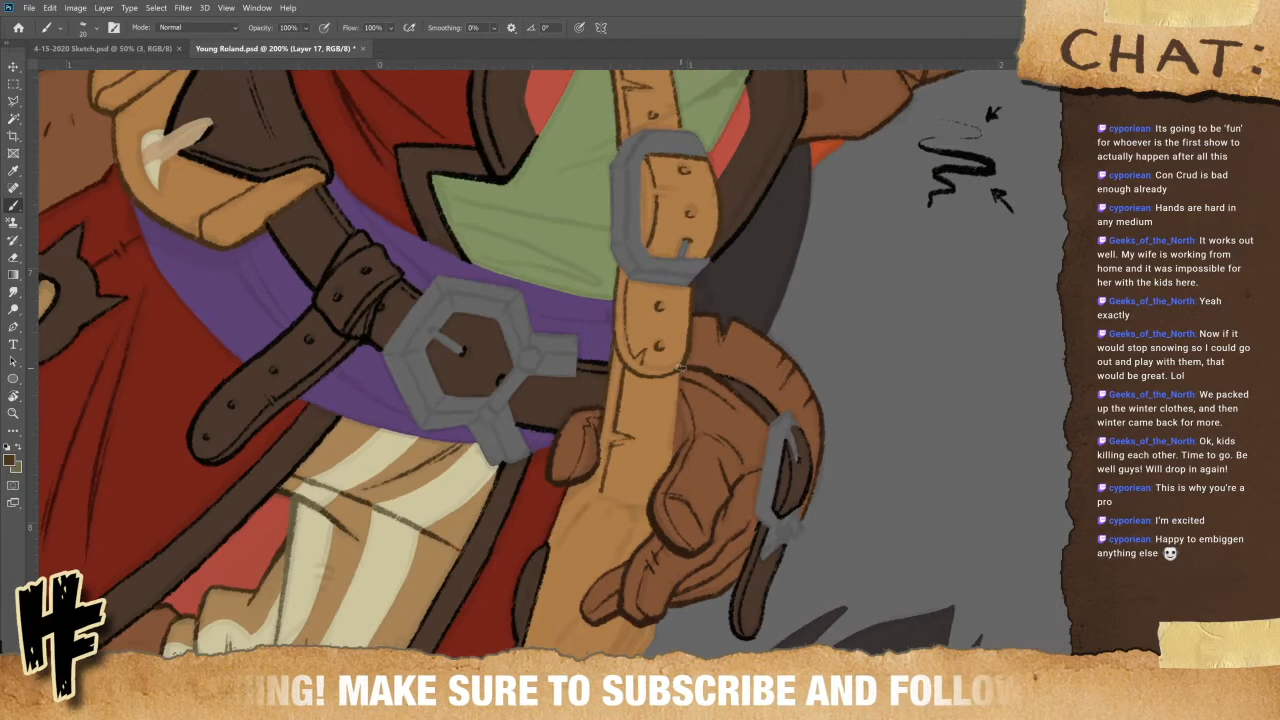 File Edit Image Layer Type Select Filter 3D View Window Help
20 Mode: Normal Opacity: 100% Flow: 100% Smoothing: 0% 0°
4-15-2020 Sketch.psd @ 50% (3, RGB/8) × Young Roland.psd @ 200% (Layer 17, RGB/8) * ×
1 0 1 2
7
8
CHAT:
cyporiean: Its going to be 'fun'
for whoever is the first show to
actually happen after all this
cyporiean: Con Crud is bad
enough already
cyporiean: Hands are hard in
any medium
Geeks_of_the_North: It works out
well. My wife is working from
home and it was impossible for
her with the kids here.
Geeks_of_the_North: Yeah
exactly
Geeks_of_the_North: Now if it
would stop snowing so I could go
out and play with them, that
would be great. Lol
Geeks_of_the_North: We packed
up the winter clothes, and then
winter came back for more.
Geeks_of_the_North: Ok, kids
killing each other. Time to go. Be
well guys! Will drop in again!
cyporiean: This is why you're a
pro
cyporiean: I'm excited
cyporiean: Happy to embiggen
anything else
HF
ING! MAKE SURE TO SUBSCRIBE AND FOLLOW